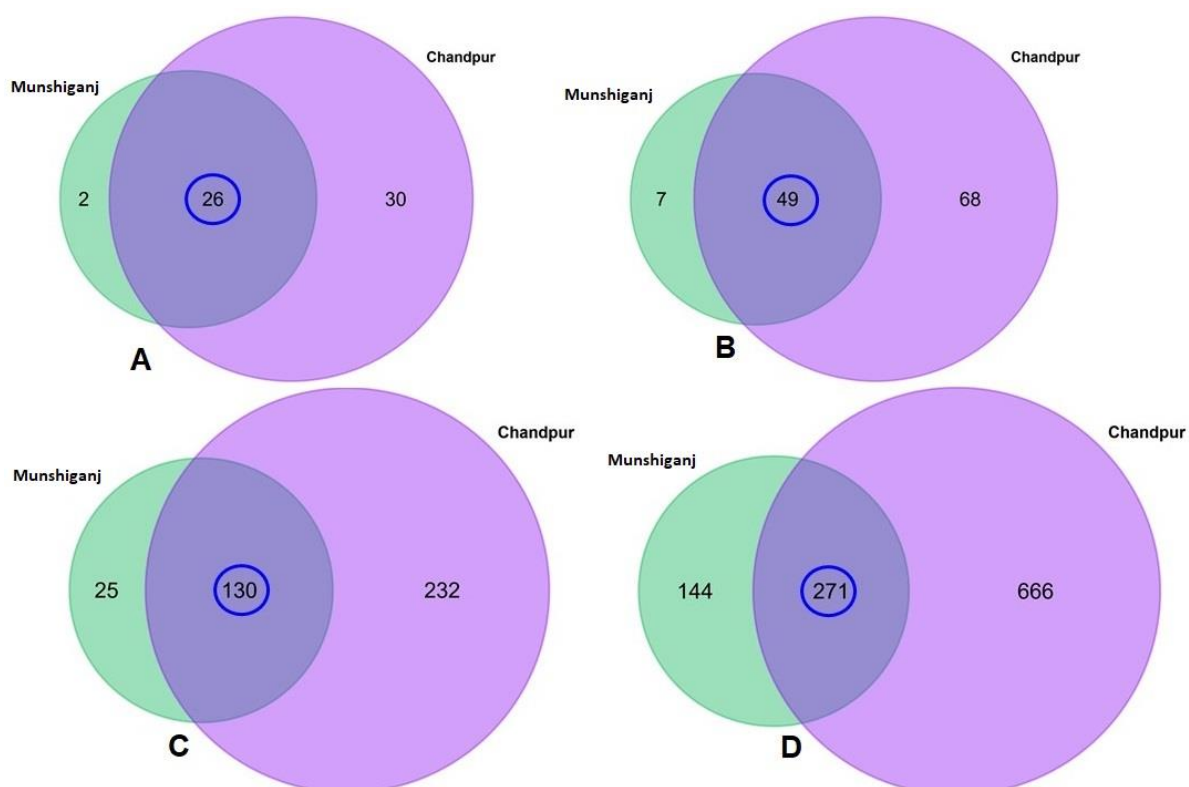 Chandpur
Munshiganj
2
26
30
A
Chandpur
Munshiganj
7
49
68
B
Chandpur
Munshiganj
25
130
232
C
Chandpur
Munshiganj
144
271
666
D